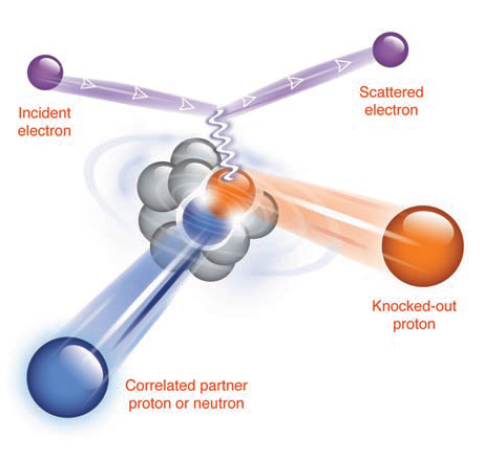 Incident
electron
Scattered
electron
Knocked-out
proton
Correlated partner
proton or neutron